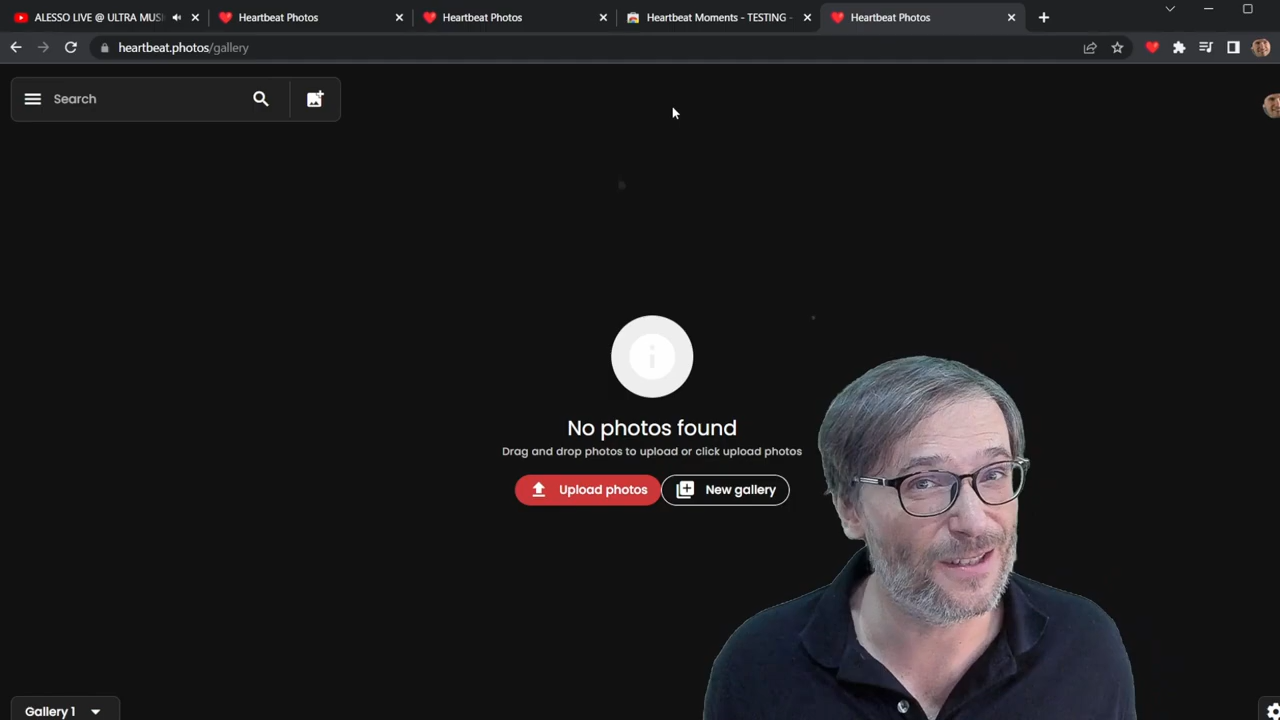 ALESSO LIVE @ ULTRA MUSI
Heartbeat Photos
Heartbeat Photos
Heartbeat Moments - TESTING -
Heartbeat Photos
heartbeat.photos/gallery
Search
No photos found
Drag and drop photos to upload or click upload photos
Upload photos
New gallery
Gallery 1